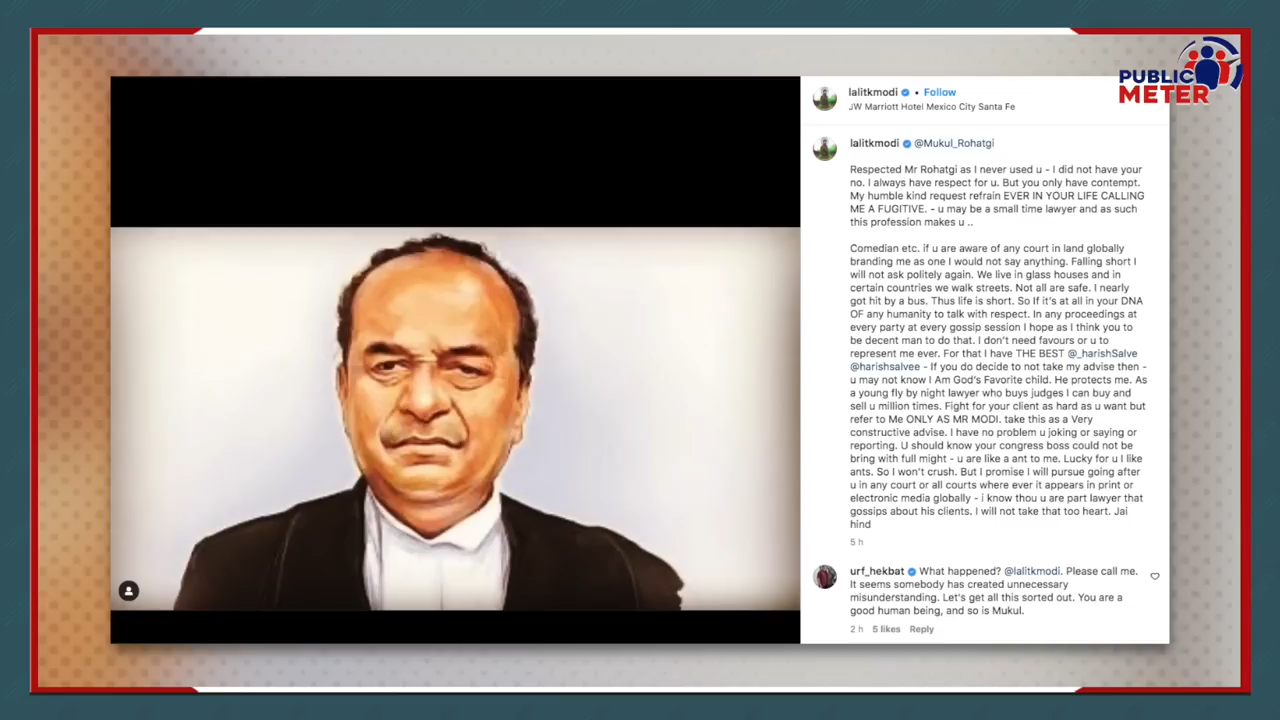 PUBLIC
METER
lalitkmodi • Follow
JW Marriott Hotel Mexico City Santa Fe
lalitkmodi @Mukul_Rohatgi
Respected Mr Rohatgi as I never used u - I did not have your
no. I always have respect for u. But you only have contempt.
My humble kind request refrain EVER IN YOUR LIFE CALLING
ME A FUGITIVE. - u may be a small time lawyer and as such
this profession makes u ..
Comedian etc. if u are aware of any court in land globally
branding me as one I would not say anything. Falling short I
will not ask politely again. We live in glass houses and in
certain countries we walk streets. Not all are safe. I nearly
got hit by a bus. Thus life is short. So If it's at all in your DNA
OF any humanity to talk with respect. In any proceedings at
every party at every gossip session I hope as I think you to
be decent man to do that. I don't need favours or u to
represent me ever. For that I have THE BEST @_harishSalve
@harishsalvee - If you do decide to not take my advise then -
u may not know I Am God's Favorite child. He protects me. As
a young fly by night lawyer who buys judges I can buy and
sell u million times. Fight for your client as hard as u want but
refer to Me ONLY AS MR MODI. take this as a Very
constructive advise. I have no problem u joking or saying or
reporting. U should know your congress boss could not be
bring with full might - u are like a ant to me. Lucky for u I like
ants. So I won't crush. But I promise I will pursue going after
u in any court or all courts where ever it appears in print or
electronic media globally - i know thou u are part lawyer that
gossips about his clients. I will not take that too heart. Jai
hind
5 h
urf_hekbat What happened? @lalitkmodi. Please call me.
It seems somebody has created unnecessary
misunderstanding. Let's get all this sorted out. You are a
good human being, and so is Mukul.
2 h 5 likes Reply